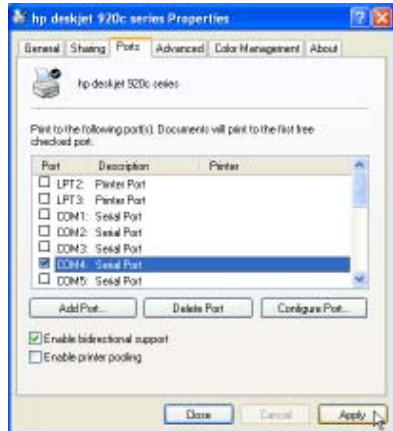 hp deskjet 920c series Properties
General Sharing Ports Advanced Color Management About
hp deskjet 920c series
Print to the following port(s). Documents will print to the first free
checked port.
Port Description Printer
LPT2: Printer Port
LPT3: Printer Port
COM1: Serial Port
COM2: Serial Port
COM3: Serial Port
COM4: Serial Port
COM5: Serial Port
Add Port... Delete Port Configure Port...
Enable bidirectional support
Enable printer pooling
Close Cancel Apply